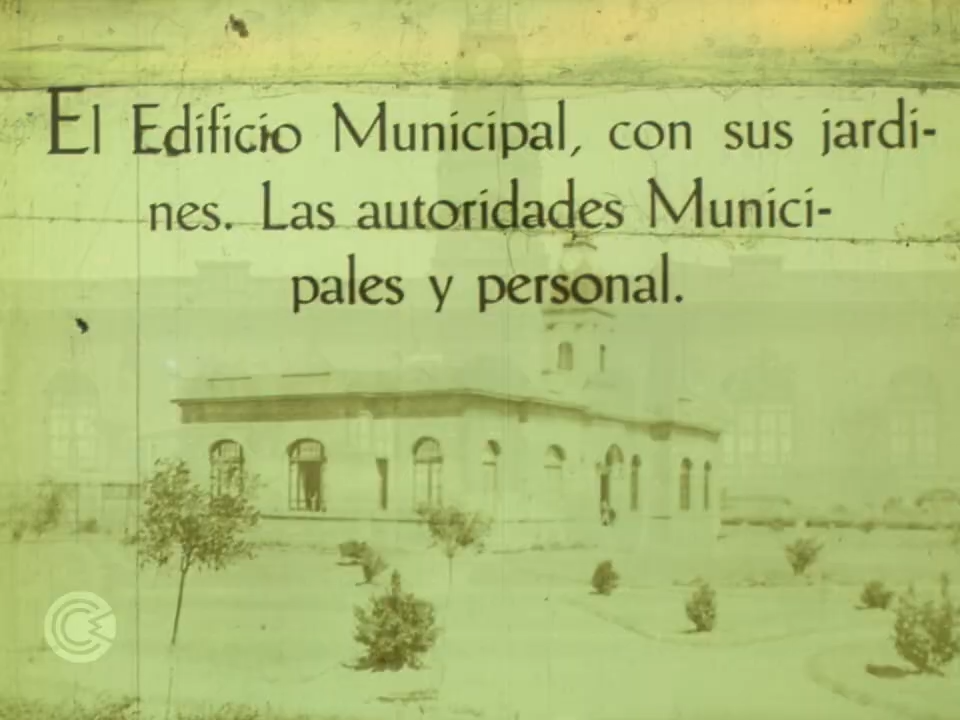 El Edificio Municipal, con sus jardi-
nes. Las autoridades Munici-
pales y personal.